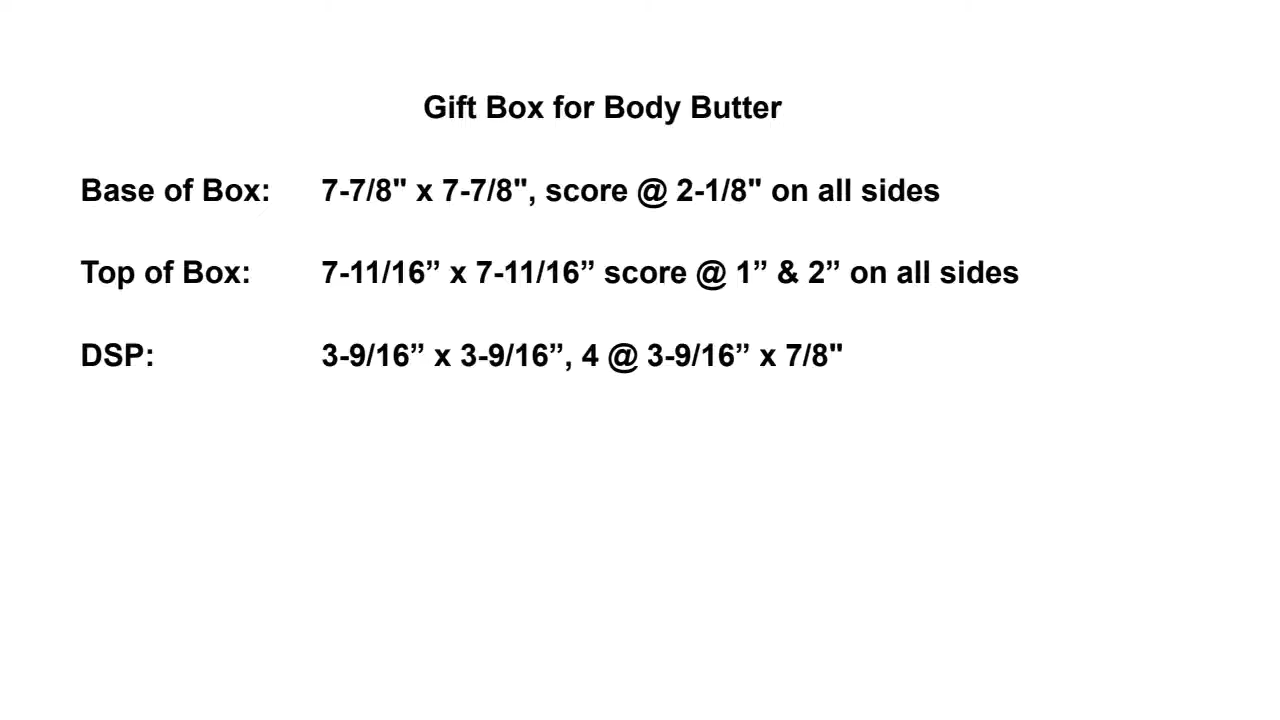 Gift Box for Body Butter
Base of Box: 7-7/8" x 7-7/8", score @ 2-1/8" on all sides
Top of Box: 7-11/16” x 7-11/16” score @ 1” & 2” on all sides
DSP: 3-9/16” x 3-9/16”, 4 @ 3-9/16” x 7/8"